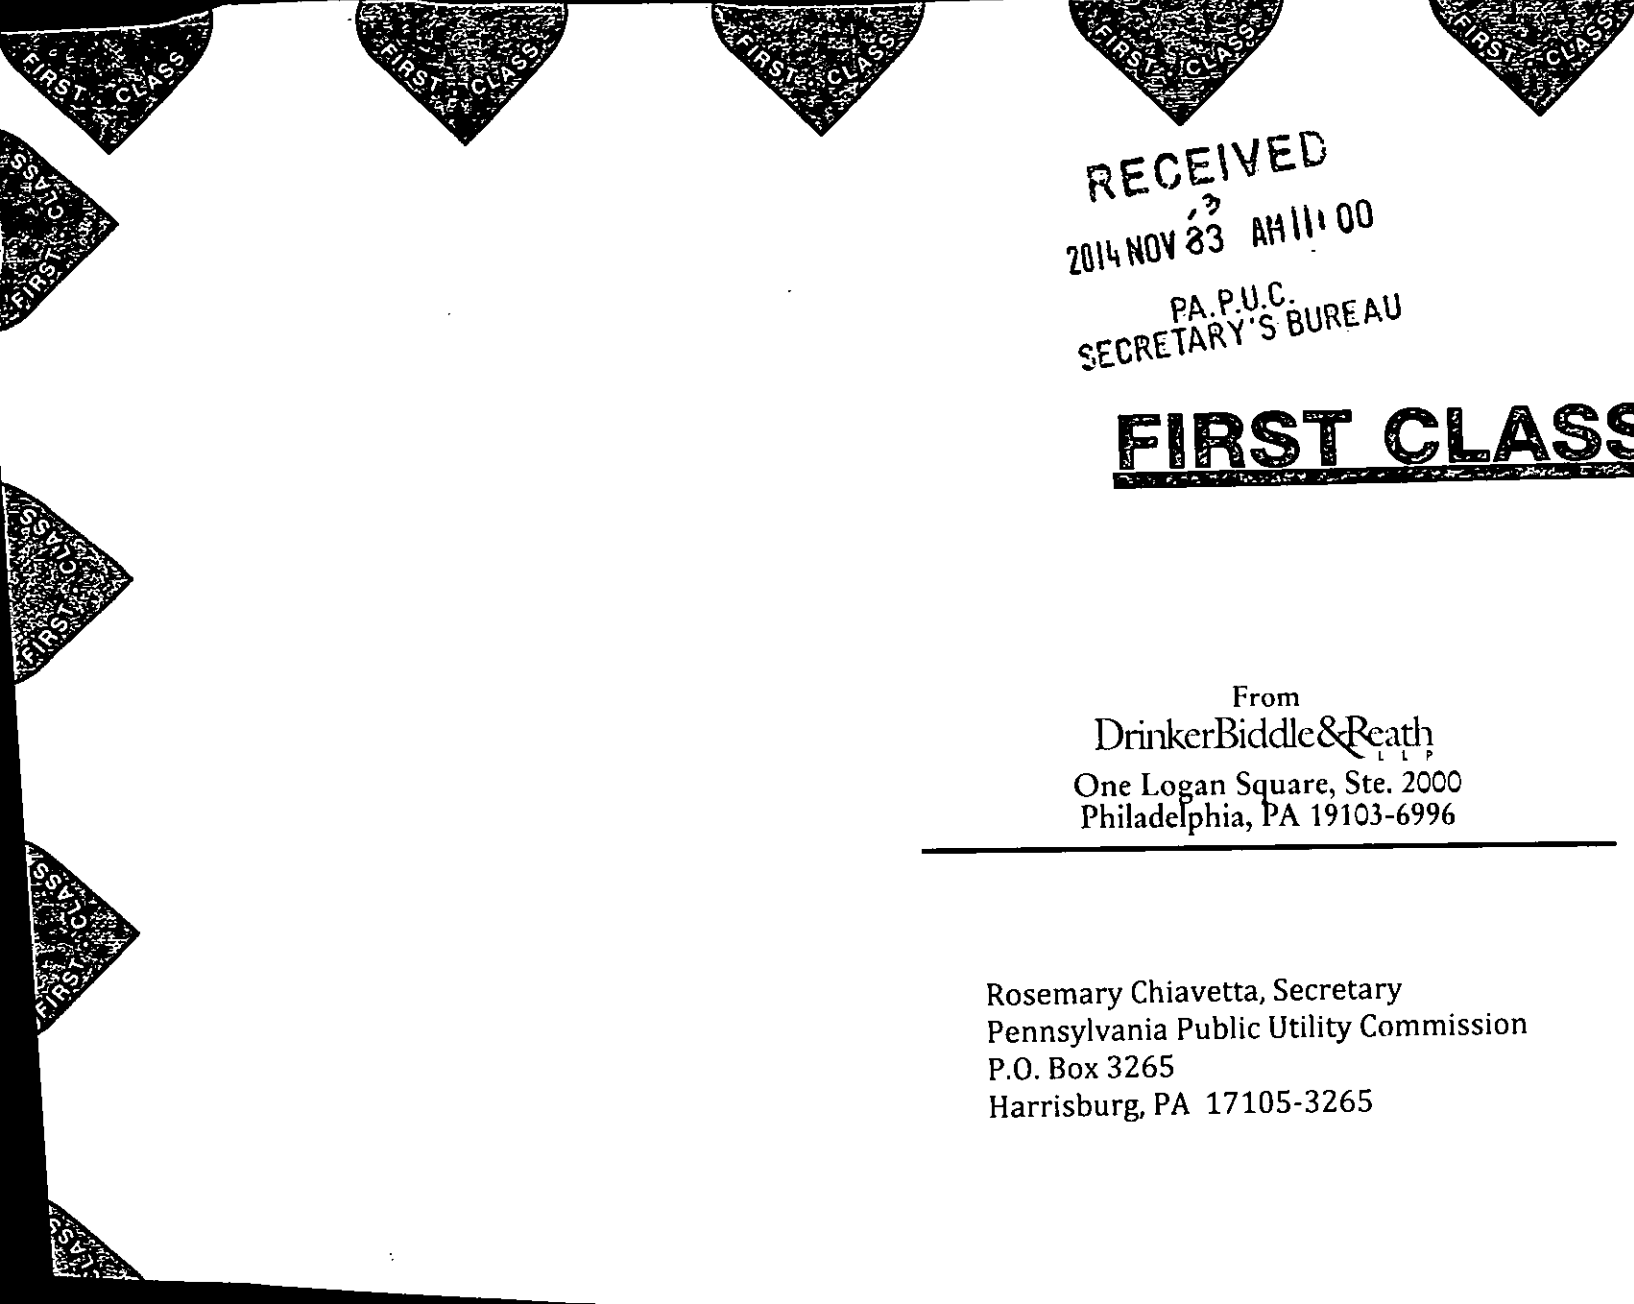 FIRST · CLASS
FIRST · CLASS
FIRST · CLASS
FIRST · CLASS
FIRST · CLASS
FIRST · CLASS
FIRST · CLASS
FIRST · CLASS
RECEIVED
13
2014 NOV 03 AM 11:00
PA.P.U.C.
SECRETARY'S BUREAU
FIRST CLASS
From
DrinkerBiddle&Reath
LLP
One Logan Square, Ste. 2000
Philadelphia, PA 19103-6996
Rosemary Chiavetta, Secretary
Pennsylvania Public Utility Commission
P.O. Box 3265
Harrisburg, PA 17105-3265